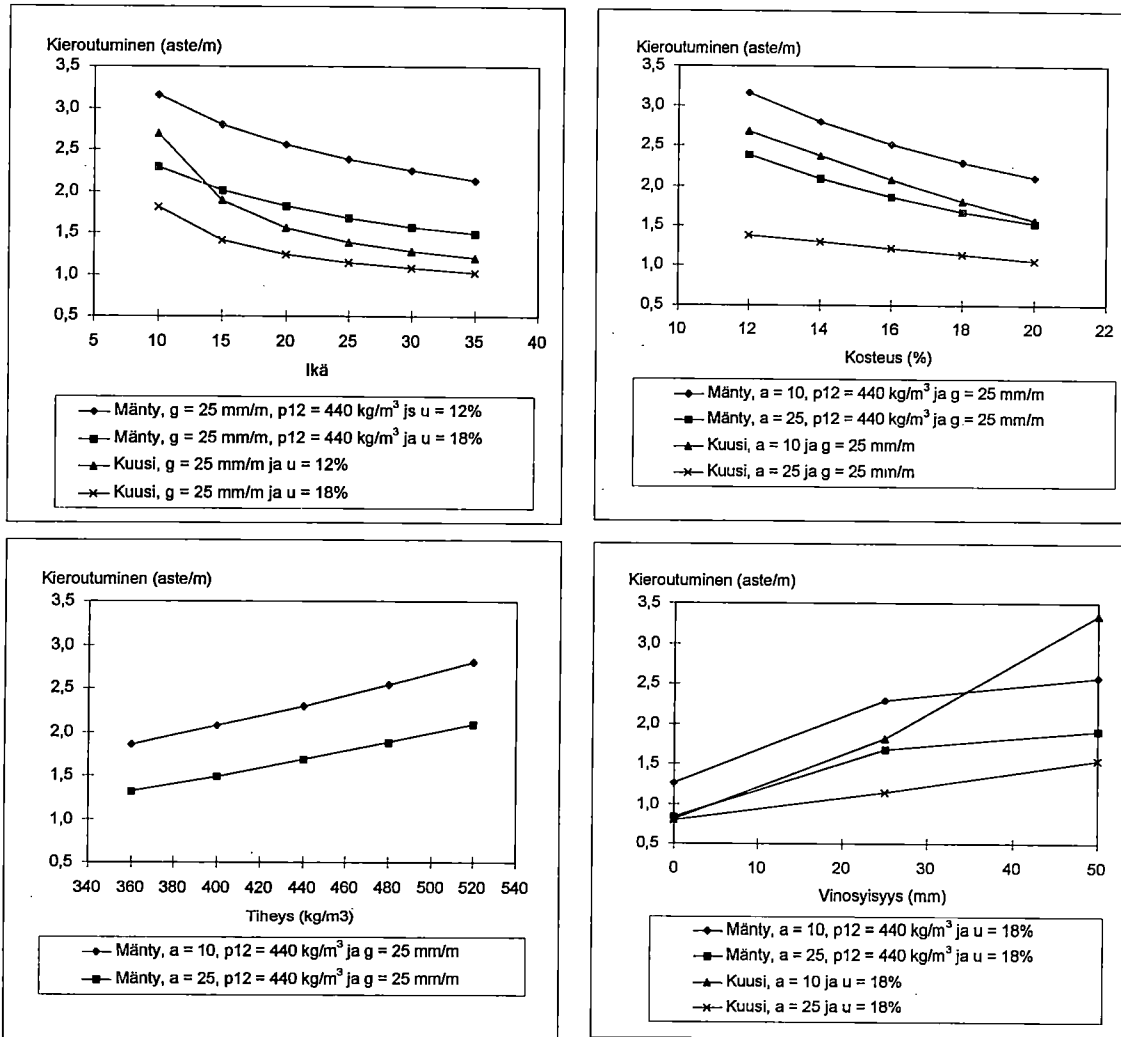 Kieroutuminen (aste/m)
3,5
3,0
2,5
2,0
1,5
1,0
0,5
5 10 15 20 25 30 35 40
Ikä
Mänty, g = 25 mm/m, p12 = 440 kg/m³ js u = 12%
Mänty, g = 25 mm/m, p12 = 440 kg/m³ ja u = 18%
Kuusi, g = 25 mm/m ja u = 12%
Kuusi, g = 25 mm/m ja u = 18%
Kieroutuminen (aste/m)
3,5
3,0
2,5
2,0
1,5
1,0
0,5
10 12 14 16 18 20 22
Kosteus (%)
Mänty, a = 10, p12 = 440 kg/m³ ja g = 25 mm/m
Mänty, a = 25, p12 = 440 kg/m³ ja g = 25 mm/m
Kuusi, a = 10 ja g = 25 mm/m
Kuusi, a = 25 ja g = 25 mm/m
Kieroutuminen (aste/m)
3,5
3,0
2,5
2,0
1,5
1,0
0,5
340 360 400 420 440 460 480 500 520 540
Tiheys (kg/m3)
Mänty, a = 10, p12 = 440 kg/m³ ja g = 25 mm/m
Mänty, a = 25, p12 = 440 kg/m³ ja g = 25 mm/m
Kieroutuminen (aste/m)
3,5
3,0
2,5
2,0
1,5
1,0
0,5
0 10 20 30 40 50
Vinosyisyys (mm)
Mänty, a = 10, p12 = 440 kg/m³ ja u = 18%
Mänty, a = 25, p12 = 440 kg/m³ ja u = 18%
Kuusi, a = 10 ja u = 18%
Kuusi, a = 25 ja u = 18%